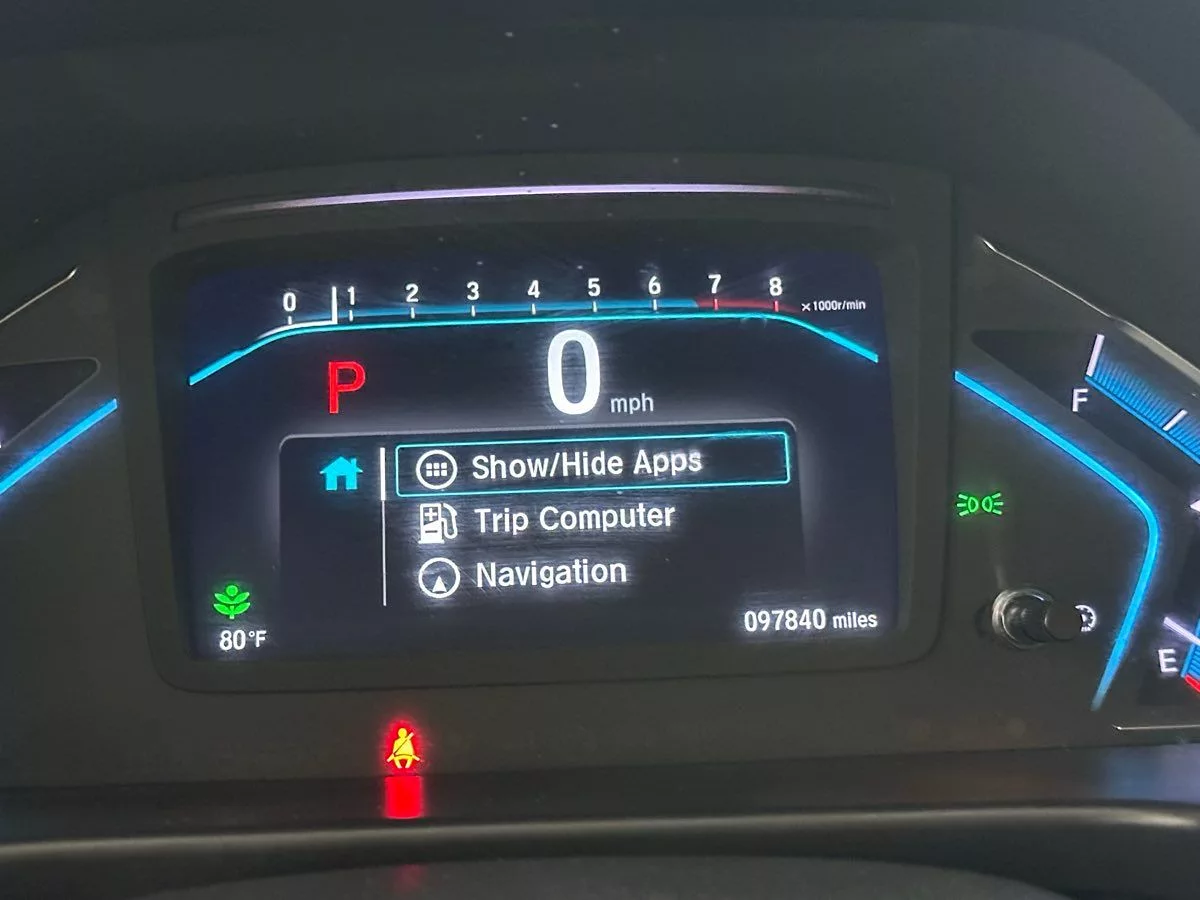 0 1 2 3 4 5 6 7 8 ×1000r/min
P
0 mph
F
Show/Hide Apps
Trip Computer
Navigation
80°F
097840 miles
E